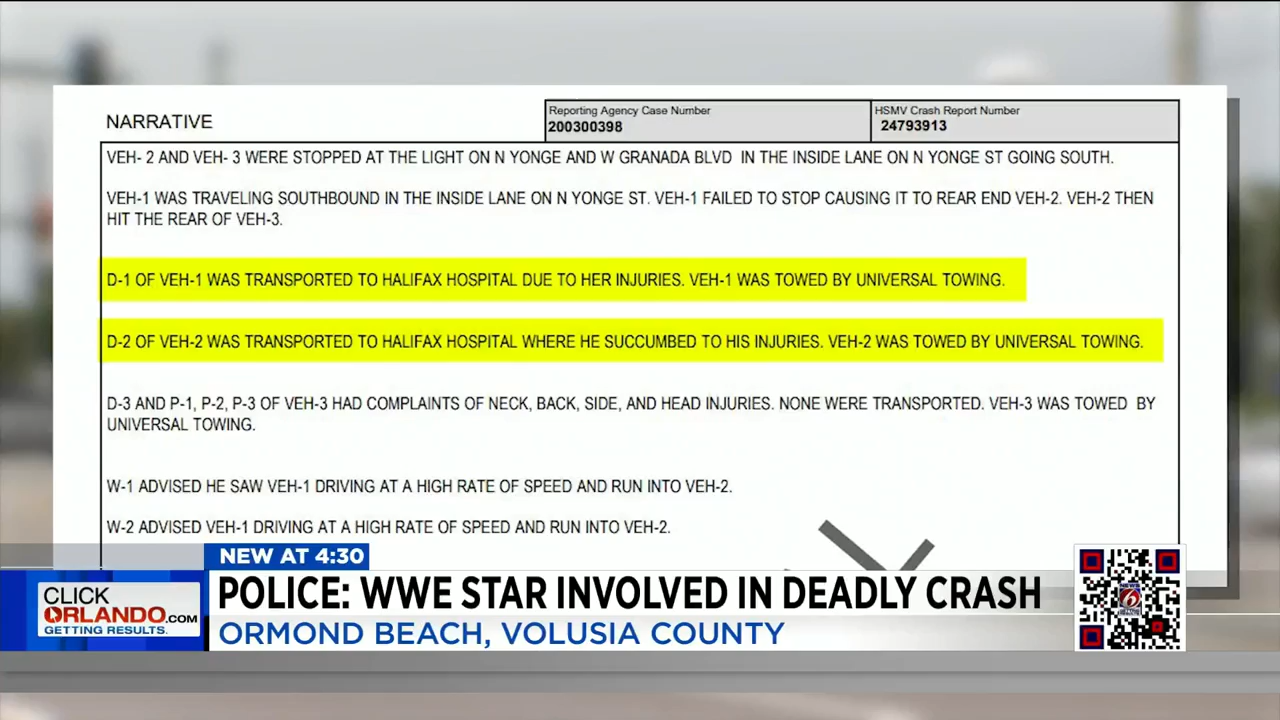 NARRATIVE
Reporting Agency Case Number
200300398
HSMV Crash Report Number
24793913
VEH- 2 AND VEH- 3 WERE STOPPED AT THE LIGHT ON N YONGE AND W GRANADA BLVD IN THE INSIDE LANE ON N YONGE ST GOING SOUTH.
VEH-1 WAS TRAVELING SOUTHBOUND IN THE INSIDE LANE ON N YONGE ST. VEH-1 FAILED TO STOP CAUSING IT TO REAR END VEH-2. VEH-2 THEN
HIT THE REAR OF VEH-3.
D-1 OF VEH-1 WAS TRANSPORTED TO HALIFAX HOSPITAL DUE TO HER INJURIES. VEH-1 WAS TOWED BY UNIVERSAL TOWING.
D-2 OF VEH-2 WAS TRANSPORTED TO HALIFAX HOSPITAL WHERE HE SUCCUMBED TO HIS INJURIES. VEH-2 WAS TOWED BY UNIVERSAL TOWING.
D-3 AND P-1, P-2, P-3 OF VEH-3 HAD COMPLAINTS OF NECK, BACK, SIDE, AND HEAD INJURIES. NONE WERE TRANSPORTED. VEH-3 WAS TOWED BY
UNIVERSAL TOWING.
W-1 ADVISED HE SAW VEH-1 DRIVING AT A HIGH RATE OF SPEED AND RUN INTO VEH-2.
W-2 ADVISED VEH-1 DRIVING AT A HIGH RATE OF SPEED AND RUN INTO VEH-2.
NEW AT 4:30
POLICE: WWE STAR INVOLVED IN DEADLY CRASH
ORMOND BEACH, VOLUSIA COUNTY
CLICK
ORLANDO.COM
GETTING RESULTS.
NEWS
6